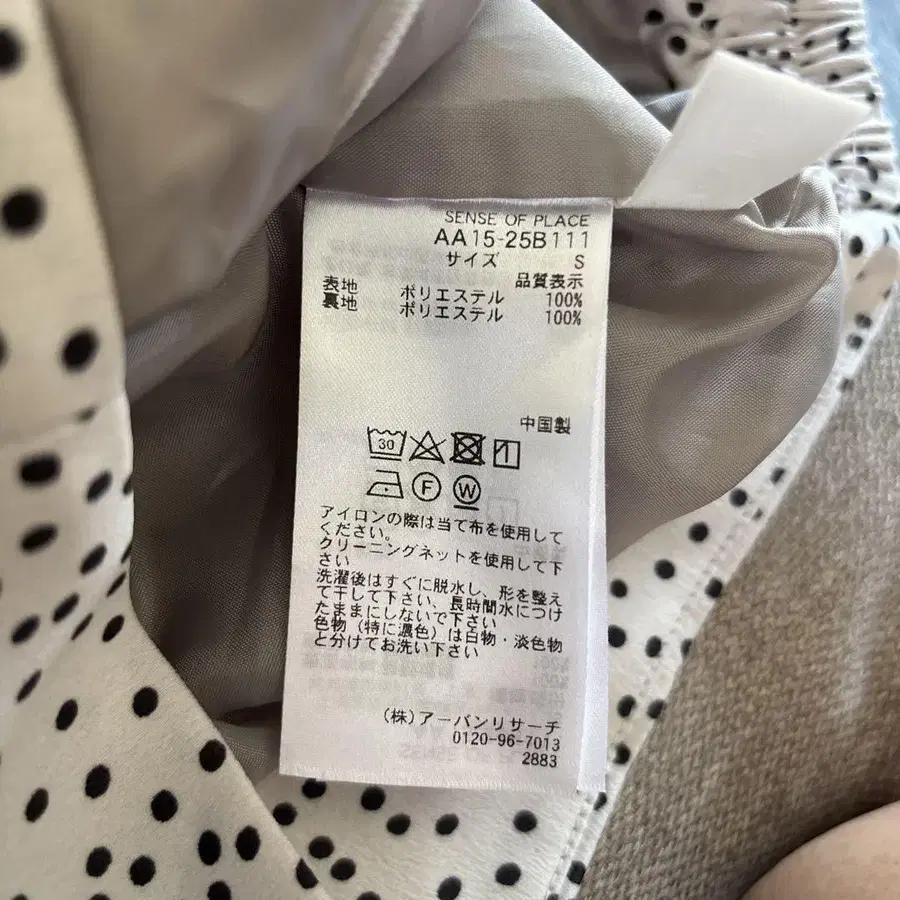 SENSE OF PLACE
AA15-25B111
サイズ S
品質表示
表地 ポリエステル 100%
裏地 ポリエステル 100%
中国製
30
F W
アイロンの際は当て布を使用して
ください。
クリーニングネットを使用して下
さい
洗濯後はすぐに脱水し、形を整え
て干して下さい、長時間水につけ
たままにしないで下さい
色物(特に濃色)は白物・淡色物
と分けてお洗い下さい
(株)アーバンリサーチ
0120-96-7013
2883